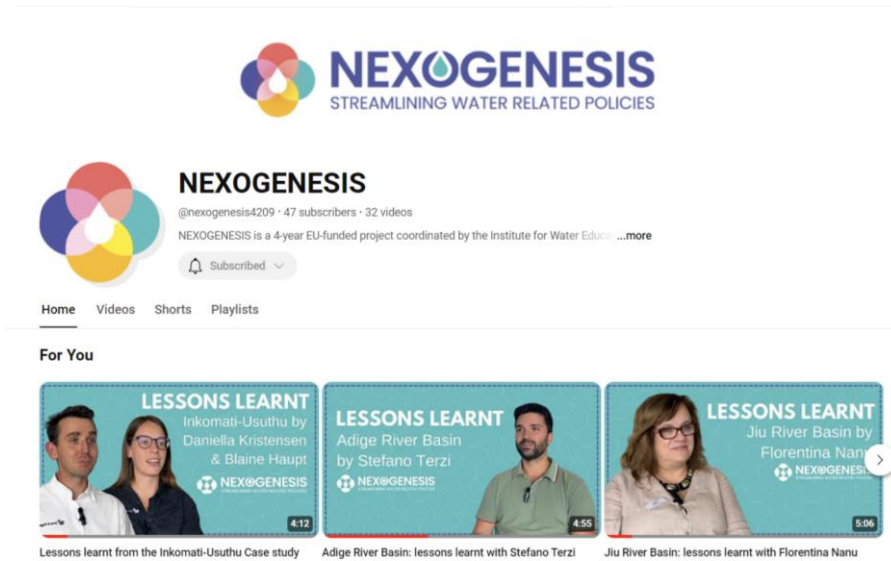 NEXOGENESIS
STREAMLINING WATER RELATED POLICIES
NEXOGENESIS
@nexogenesis4209 · 47 subscribers · 32 videos
NEXOGENESIS is a 4-year EU-funded project coordinated by the Institute for Water ...more
Subscribed
Home Videos Shorts Playlists
For You
LESSONS LEARNT
Inkomati-Usuthu by
Daniella Kristensen
& Blaine Haupt
NEXOGENESIS
STREAMLINING WATER RELATED POLICIES
4:12
LESSONS LEARNT
Adige River Basin
by Stefano Terzi
NEXOGENESIS
STREAMLINING WATER RELATED POLICIES
4:55
LESSONS LEARNT
Jiu River Basin by
Florentina
NEXOGENESIS
STREAMLINING WATER RELATED POLICIES
5:06
Lessons learnt from the Inkomati-Usuthu Case study
Adige River Basin: lessons learnt with Stefano Terzi
Jiu River Basin: lessons learnt with Florentina Nanu